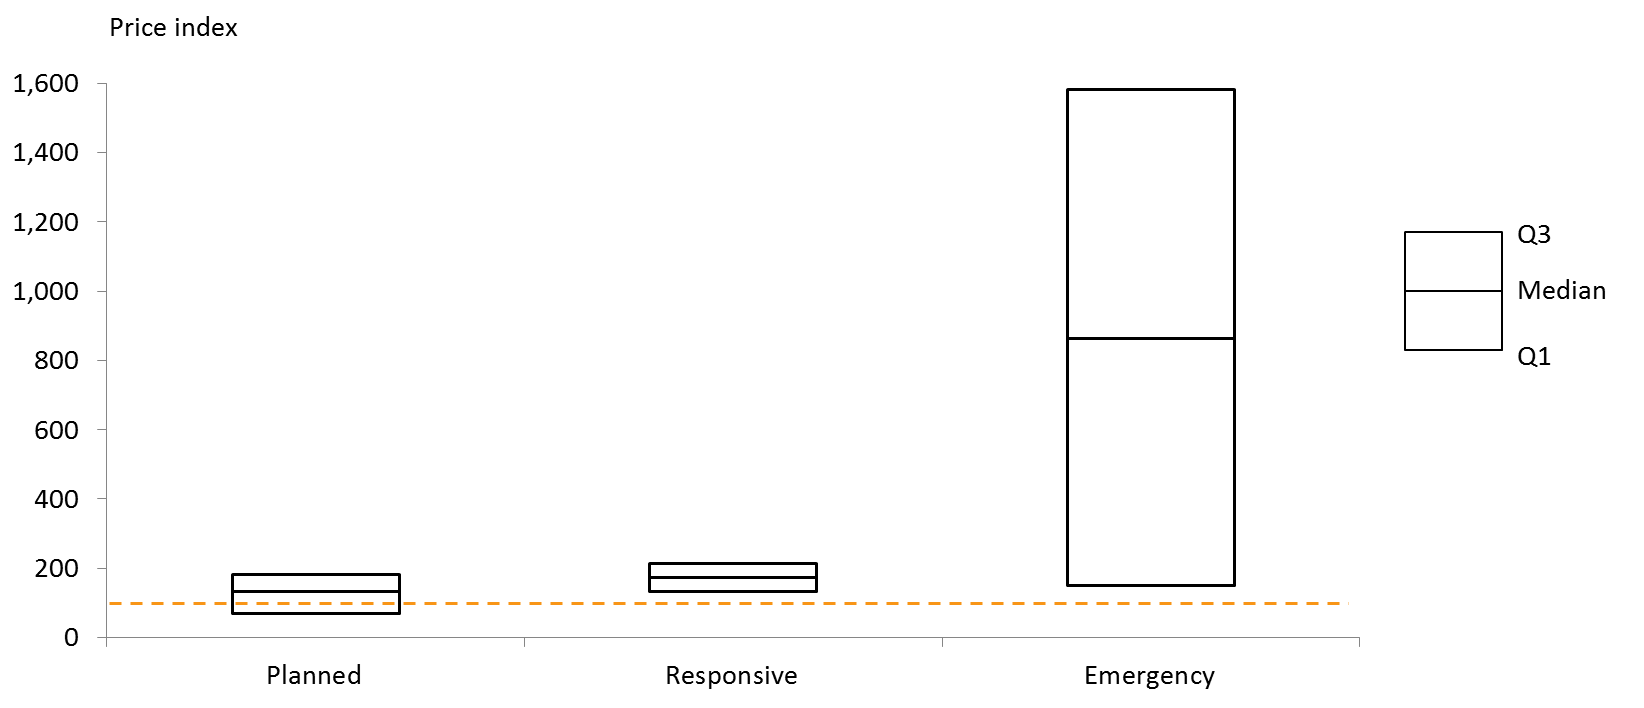 Price index
1,600
1,400
1,200
1,000
800
600
400
200
0
Planned
Responsive
Emergency
Q3
Median
Q1